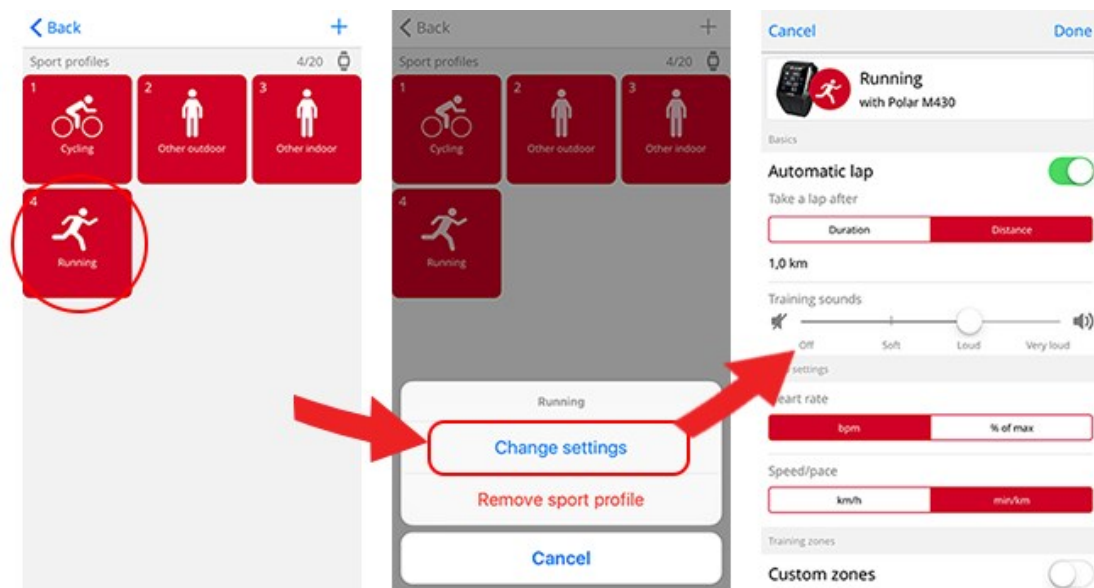 Back
Sport profiles 4/20
1
Cycling
2
Other outdoor
3
Other indoor
4
Running
Back
Sport profiles 4/20
1
Cycling
2
Other outdoor
3
Other indoor
4
Running
Running
Change settings
Remove sport profile
Cancel
Cancel Done
Running
with Polar M430
Basics
Automatic lap
Take a lap after
Duration Distance
1,0 km
Training sounds
Off Soft Loud Very loud
settings
Heart rate
bpm % of max
Speed/pace
km/h min/km
Training zones
Custom zones